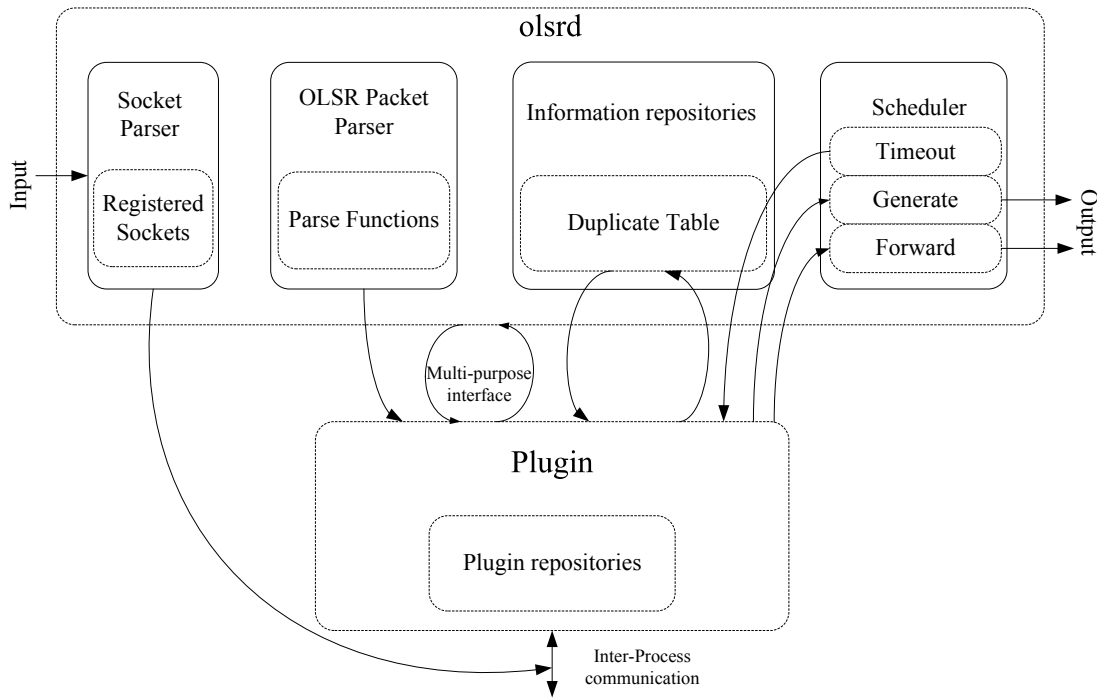 olsrd
Socket
Parser
Registered
Sockets
OLSR Packet
Parser
Parse Functions
Information repositories
Duplicate Table
Scheduler
Timeout
Generate
Forward
Input
Output
Multi-purpose
interface
Plugin
Plugin repositories
Inter-Process
communication